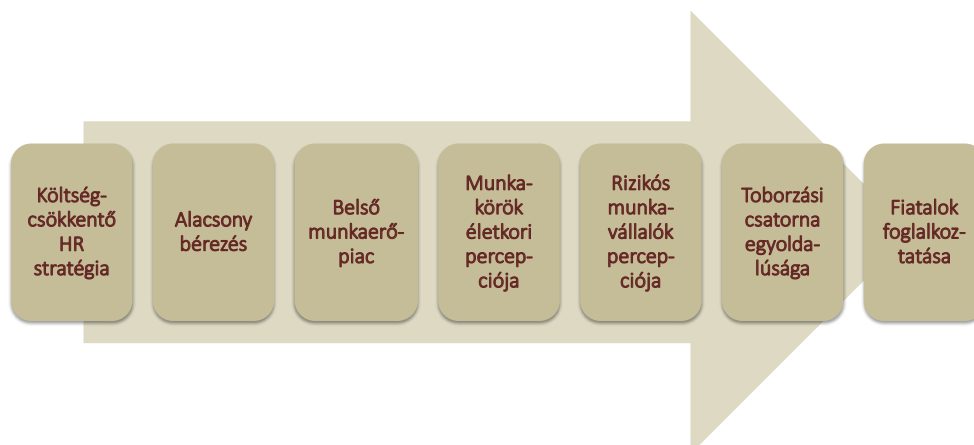 Költség-
csökkentő
HR
stratégia
Alacsony
bérezés
Belső
munkaerő-
piac
Munka-
körök
életkori
percep-
ciója
Rizikós
munka-
vállalók
percep-
ciója
Toborzási
csatorna
egyolda-
lúsága
Fiatalok
foglalkoz-
tatása